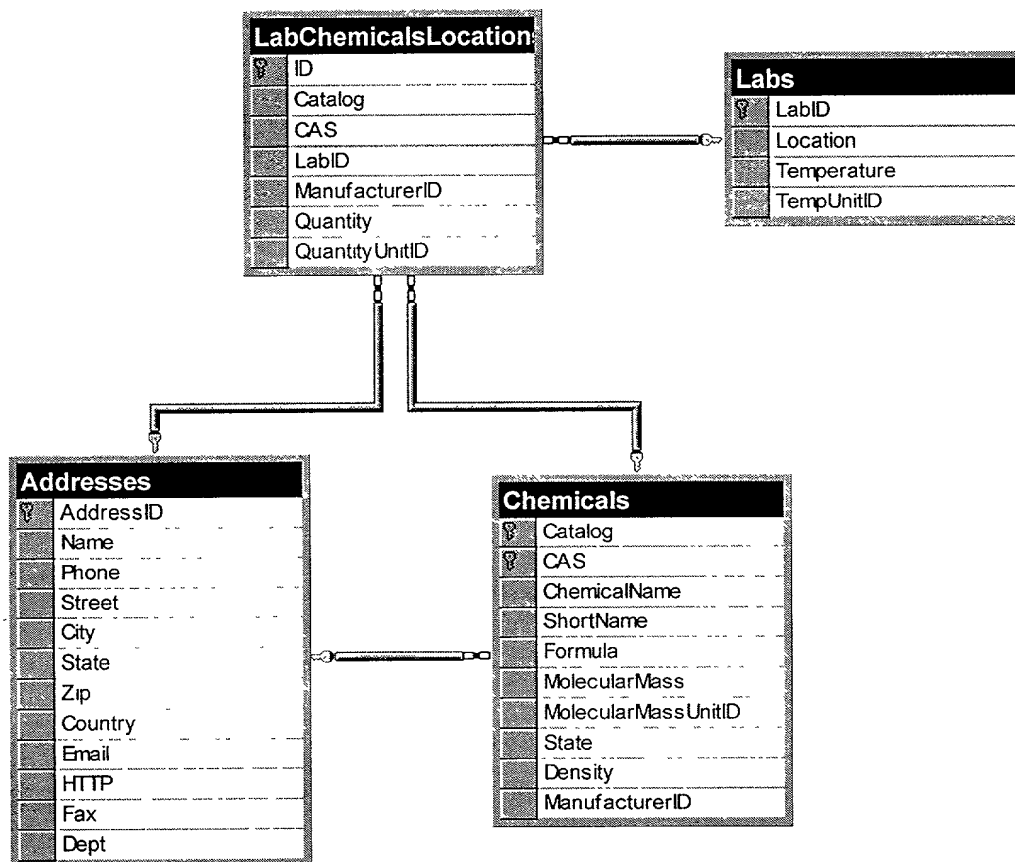 LabChemicalsLocation
ID
Catalog
CAS
LabID
ManufacturerID
Quantity
QuantityUnitID
Labs
LabID
Location
Temperature
TempUnitID
Addresses
AddressID
Name
Phone
Street
City
State
Zip
Country
Email
HTTP
Fax
Dept
Chemicals
Catalog
CAS
ChemicalName
ShortName
Formula
MolecularMass
MolecularMassUnitID
State
Density
ManufacturerID